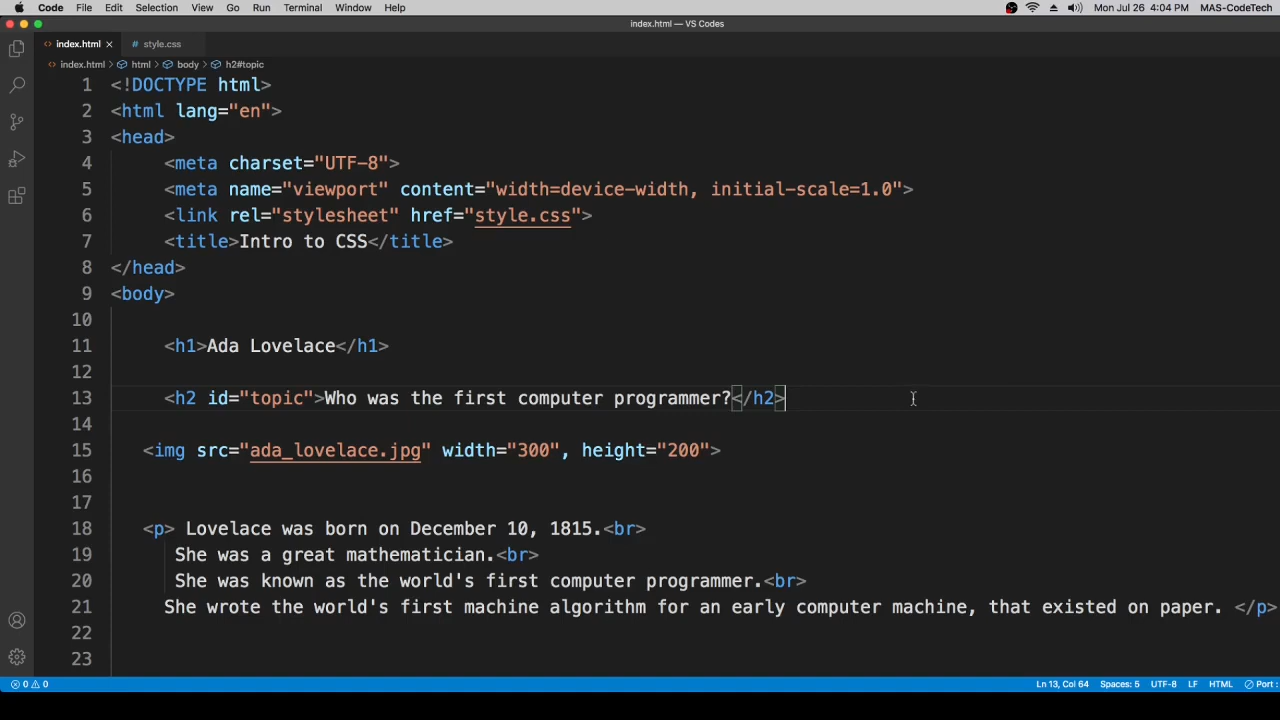 Code File Edit Selection View Go Run Terminal Window Help Mon Jul 26 4:04 PM MAS-CodeTech
index.html — VS Codes
index.html style.css
index.html > html > body > h2#topic
1 <!DOCTYPE html>
2 <html lang="en">
3 <head>
4 <meta charset="UTF-8">
5 <meta name="viewport" content="width=device-width, initial-scale=1.0">
6 <link rel="stylesheet" href="style.css">
7 <title>Intro to CSS</title>
8 </head>
9 <body>
10
11 <h1>Ada Lovelace</h1>
12
13 <h2 id="topic">Who was the first computer programmer?</h2>
14
15 <img src="ada_lovelace.jpg" width="300", height="200">
16
17
18 <p> Lovelace was born on December 10, 1815.<br>
19 She was a great mathematician.<br>
20 She was known as the world's first computer programmer.<br>
21 She wrote the world's first machine algorithm for an early computer machine, that existed on paper. </p>
22
23
0 0 Ln 13, Col 64 Spaces: 5 UTF-8 LF HTML Port :